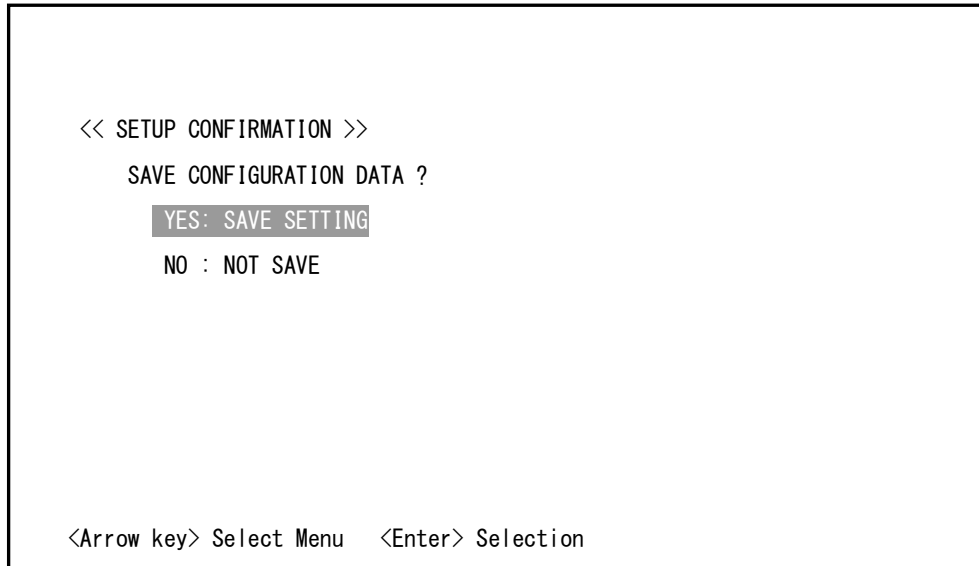 << SETUP CONFIRMATION >>
SAVE CONFIGURATION DATA ?
YES: SAVE SETTING
NO : NOT SAVE
<Arrow key> Select Menu <Enter> Selection